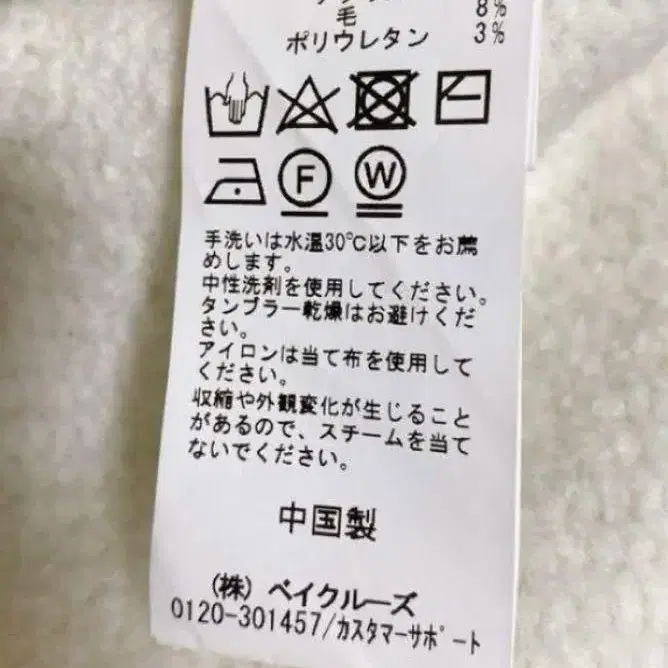 毛 8%
ポリウレタン 3%
F W
手洗いは水温30℃以下をお薦
めします。
中性洗剤を使用してください。
タンブラー乾燥はお避けくだ
さい。
アイロンは当て布を使用して
ください。
収縮や外観変化が生じること
があるので、スチームを当て
ないでください。
中国製
(株) ベイクルーズ
0120-301457/カスタマーサポート